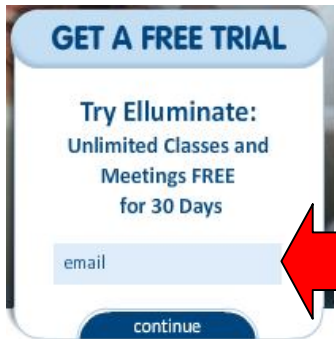 GET A FREE TRIAL
Try Elluminate:
Unlimited Classes and
Meetings FREE
for 30 Days
email
continue